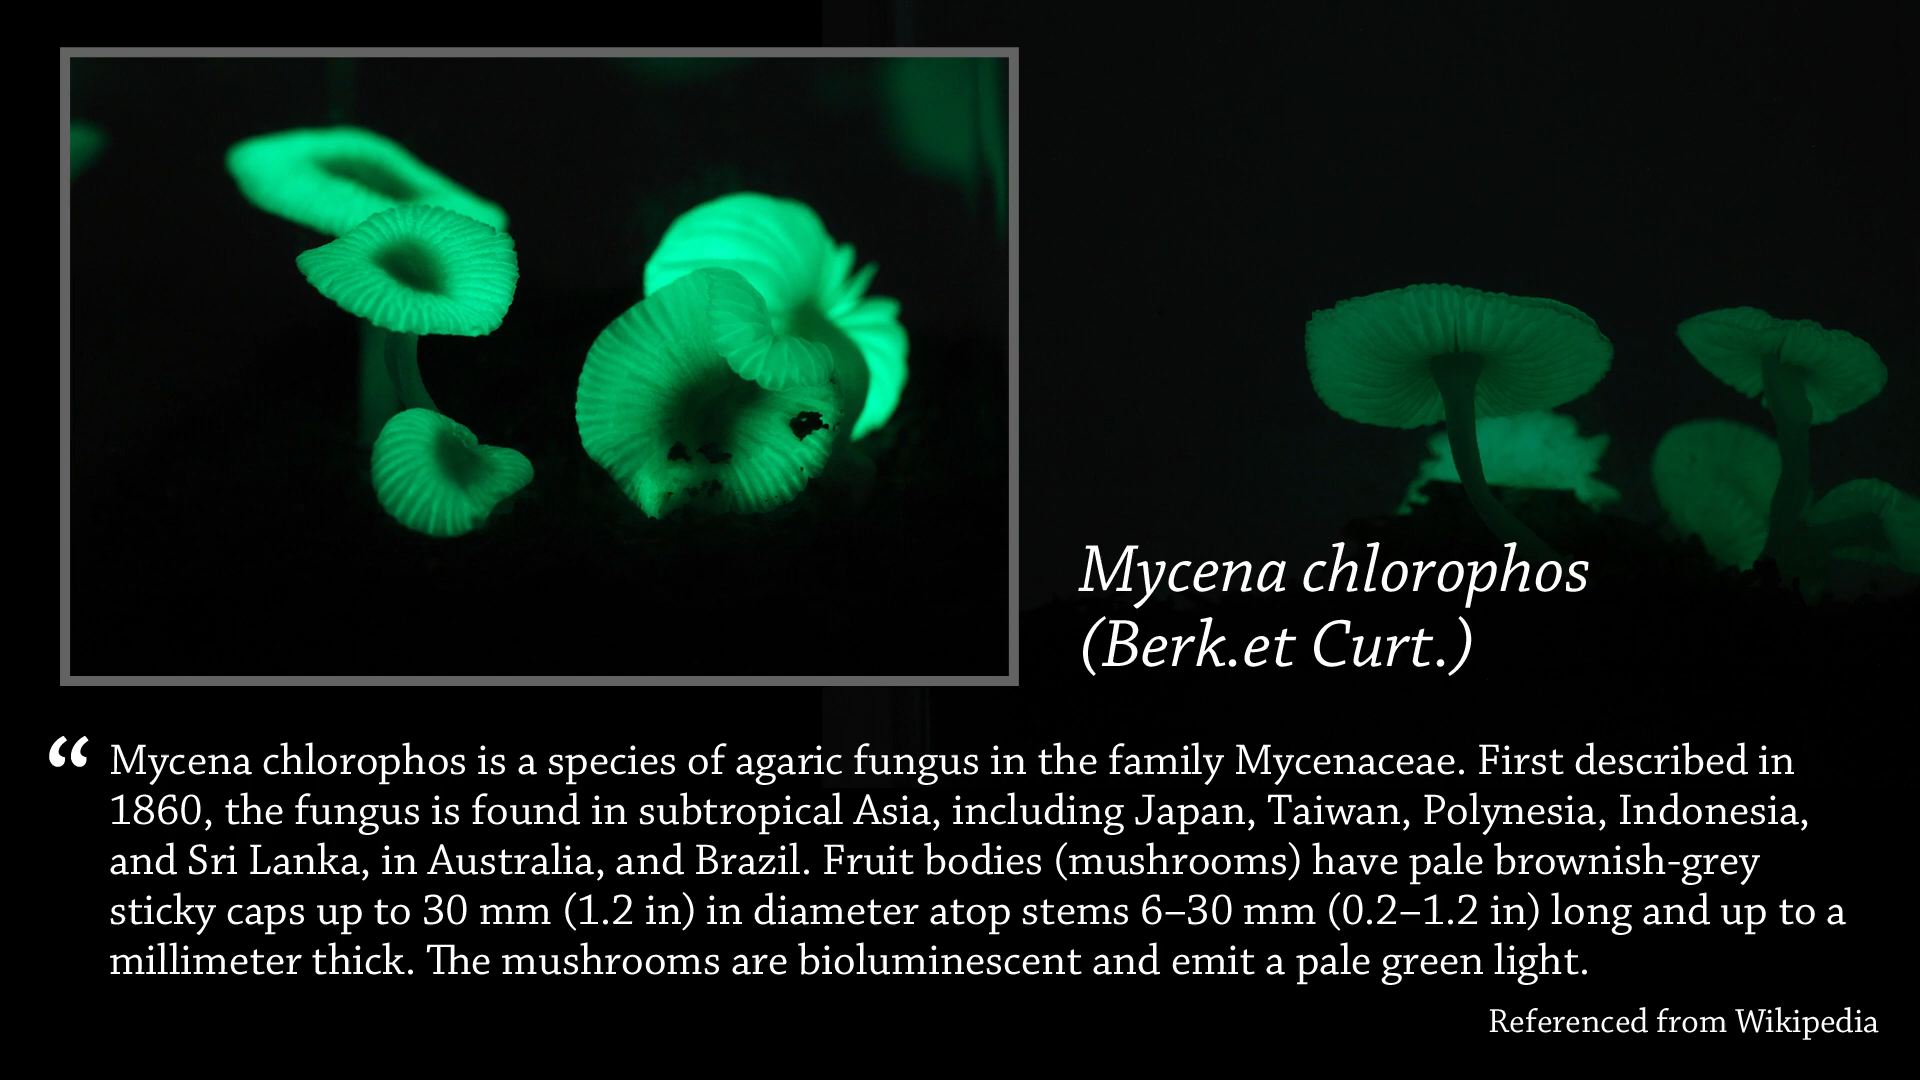 Mycena chlorophos
(Berk.et Curt.)
“ Mycena chlorophos is a species of agaric fungus in the family Mycenaceae. First described in
1860, the fungus is found in subtropical Asia, including Japan, Taiwan, Polynesia, Indonesia,
and Sri Lanka, in Australia, and Brazil. Fruit bodies (mushrooms) have pale brownish-grey
sticky caps up to 30 mm (1.2 in) in diameter atop stems 6–30 mm (0.2–1.2 in) long and up to a
millimeter thick. The mushrooms are bioluminescent and emit a pale green light.
Referenced from Wikipedia